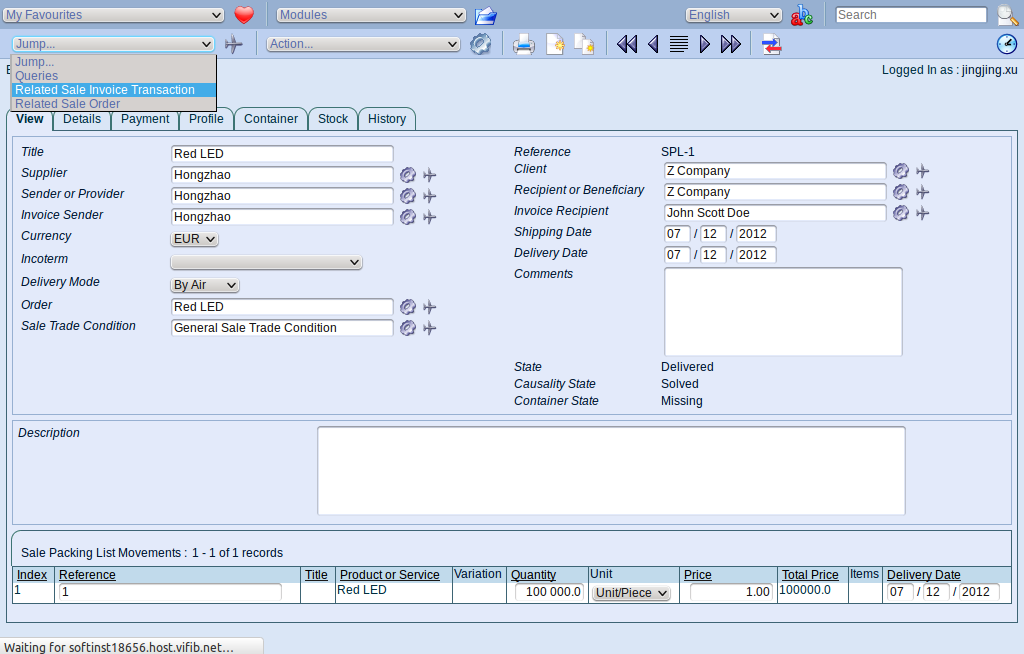 My Favourites Modules English Search
Jump... Action...
Jump...
Queries
Related Sale Invoice Transaction
Related Sale Order
Logged In as : jingjing.xu
View Details Payment Profile Container Stock History
Title Red LED Reference SPL-1
Supplier Hongzhao Client Z Company
Sender or Provider Hongzhao Recipient or Beneficiary Z Company
Invoice Sender Hongzhao Invoice Recipient John Scott Doe
Currency EUR Shipping Date 07 / 12 / 2012
Incoterm Delivery Date 07 / 12 / 2012
Delivery Mode By Air Comments
Order Red LED
Sale Trade Condition General Sale Trade Condition
State Delivered
Causality State Solved
Container State Missing
Description
Sale Packing List Movements : 1 - 1 of 1 records
Index Reference Title Product or Service Variation Quantity Unit Price Total Price Items Delivery Date
1 1 Red LED 100 000.0 Unit/Piece 1.00 100000.0 07 / 12 / 2012
Waiting for softinst18656.host.vifib.net...